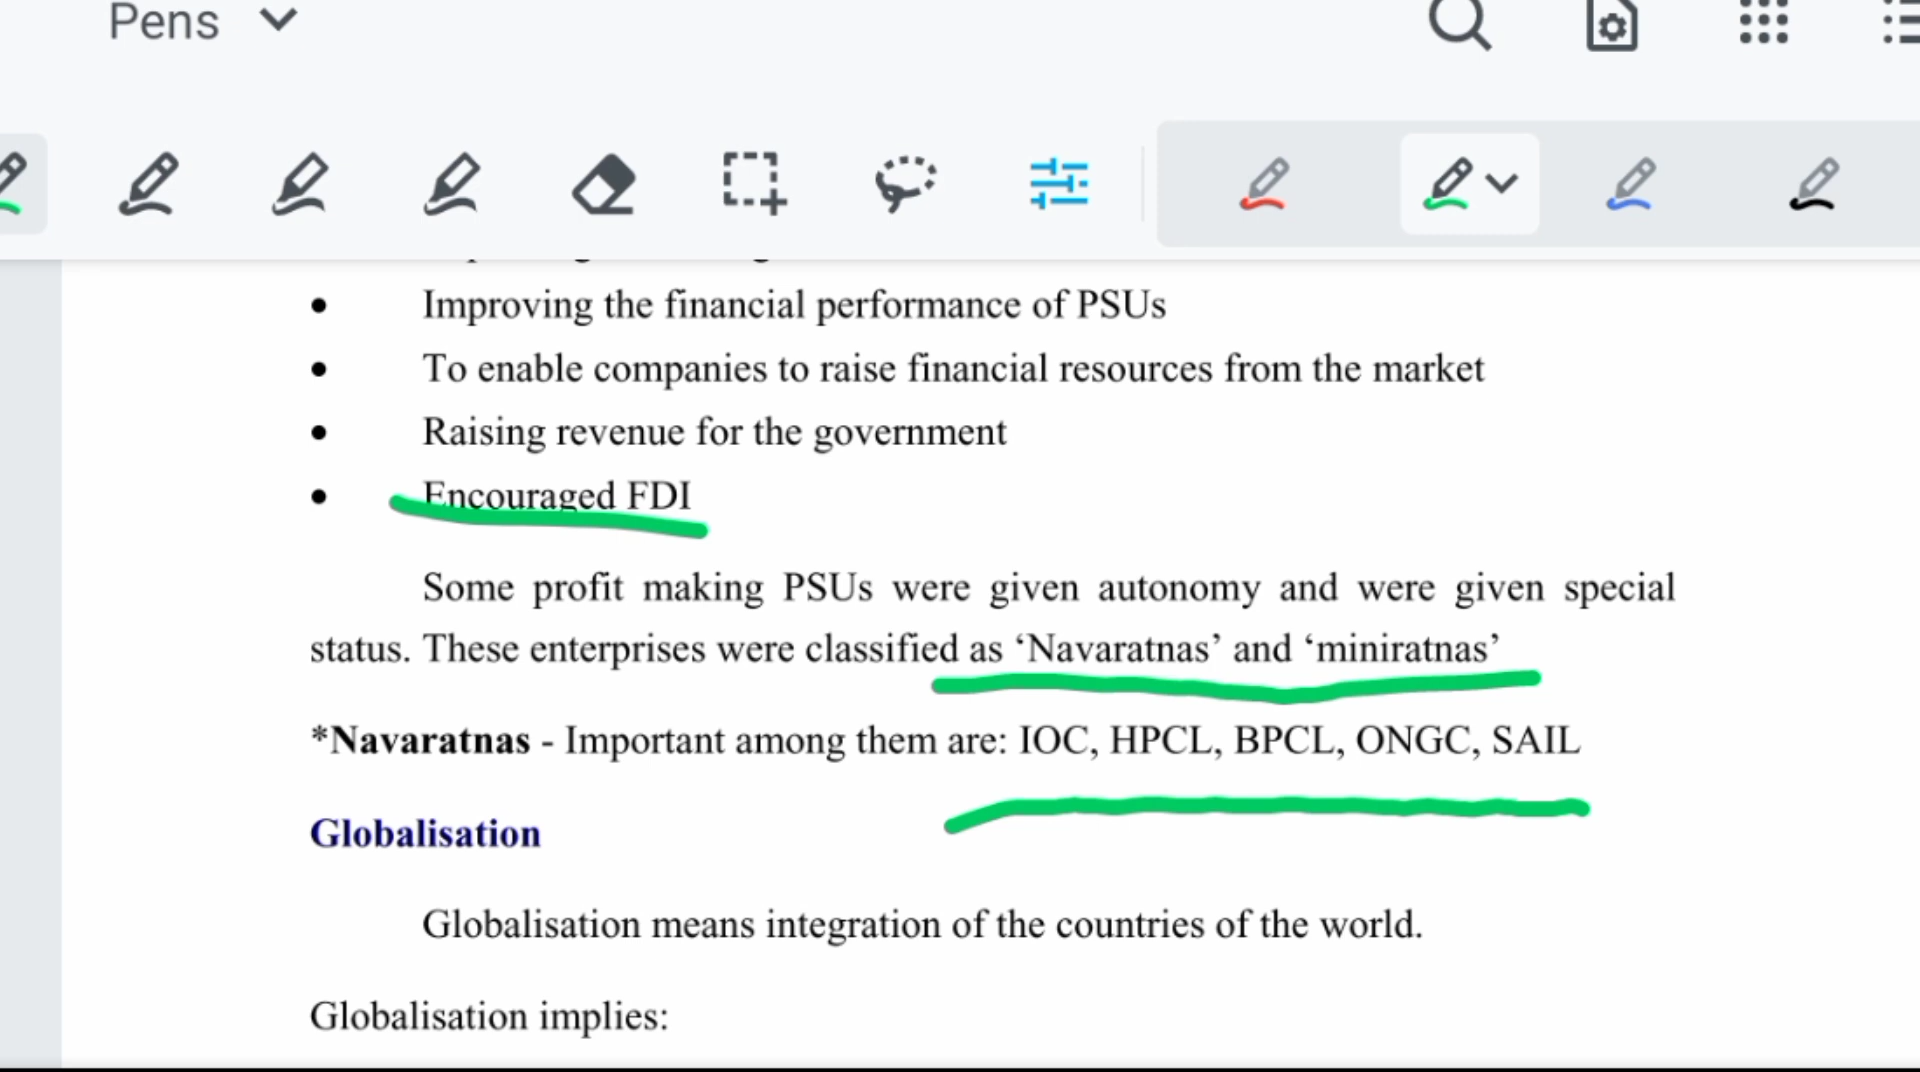 Pens
Improving the financial performance of PSUs
To enable companies to raise financial resources from the market
Raising revenue for the government
Encouraged FDI
Some profit making PSUs were given autonomy and were given special
status. These enterprises were classified as ‘Navaratnas’ and ‘miniratnas’
*Navaratnas - Important among them are: IOC, HPCL, BPCL, ONGC, SAIL
Globalisation
Globalisation means integration of the countries of the world.
Globalisation implies: